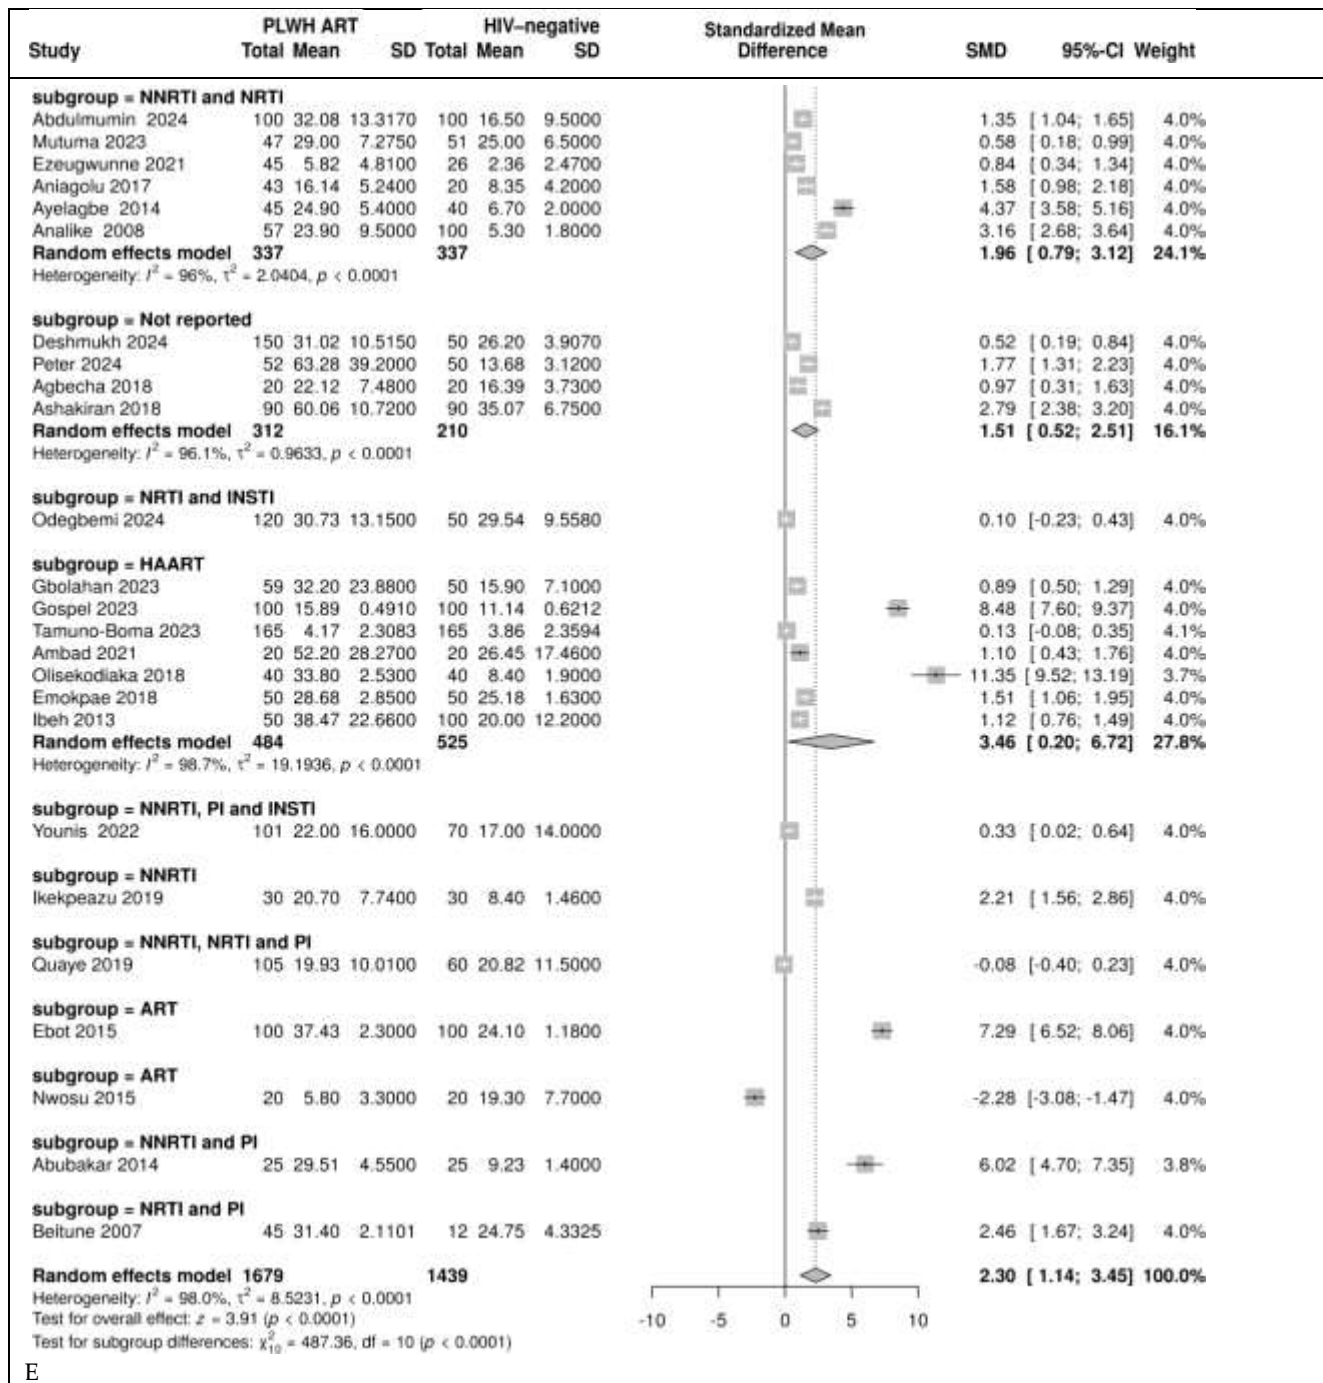 PLWH ART HIV–negative Standardized Mean
Study Total Mean SD Total Mean SD Difference SMD 95%-CI Weight
subgroup = NNRTI and NRTI
Abdulmumin 2024 100 32.08 13.3170 100 16.50 9.5000 1.35 [ 1.04; 1.65] 4.0%
Mutuma 2023 47 29.00 7.2750 51 25.00 6.5000 0.58 [ 0.18; 0.99] 4.0%
Ezeugwunne 2021 45 5.82 4.8100 26 2.36 2.4700 0.84 [ 0.34; 1.34] 4.0%
Aniagolu 2017 43 16.14 5.2400 20 8.35 4.2000 1.58 [ 0.98; 2.18] 4.0%
Ayelagbe 2014 45 24.90 5.4000 40 6.70 2.0000 4.37 [ 3.58; 5.16] 4.0%
Analike 2008 57 23.90 9.5000 100 5.30 1.8000 3.16 [ 2.68; 3.64] 4.0%
Random effects model 337 337 1.96 [ 0.79; 3.12] 24.1%
Heterogeneity: I² = 96%, τ² = 2.0404, p < 0.0001
subgroup = Not reported
Deshmukh 2024 150 31.02 10.5150 50 26.20 3.9070 0.52 [ 0.19; 0.84] 4.0%
Peter 2024 52 63.28 39.2000 50 13.68 3.1200 1.77 [ 1.31; 2.23] 4.0%
Agbecha 2018 20 22.12 7.4800 20 16.39 3.7300 0.97 [ 0.31; 1.63] 4.0%
Ashakiran 2018 90 60.06 10.7200 90 35.07 6.7500 2.79 [ 2.38; 3.20] 4.0%
Random effects model 312 210 1.51 [ 0.52; 2.51] 16.1%
Heterogeneity: I² = 96.1%, τ² = 0.9633, p < 0.0001
subgroup = NRTI and INSTI
Odegbemi 2024 120 30.73 13.1500 50 29.54 9.5580 0.10 [-0.23; 0.43] 4.0%
subgroup = HAART
Gbolahan 2023 59 32.20 23.8800 50 15.90 7.1000 0.89 [ 0.50; 1.29] 4.0%
Gospel 2023 100 15.89 0.4910 100 11.14 0.6212 8.48 [ 7.60; 9.37] 4.0%
Tamuno-Boma 2023 165 4.17 2.3083 165 3.86 2.3594 0.13 [-0.08; 0.35] 4.1%
Ambad 2021 20 52.20 28.2700 20 26.45 17.4600 1.10 [ 0.43; 1.76] 4.0%
Olisekodiaka 2018 40 33.80 2.5300 40 8.40 1.9000 11.35 [ 9.52; 13.19] 3.7%
Emokpae 2018 50 28.68 2.8500 50 25.18 1.6300 1.51 [ 1.06; 1.95] 4.0%
Ibeh 2013 50 38.47 22.6600 100 20.00 12.2000 1.12 [ 0.76; 1.49] 4.0%
Random effects model 484 525 3.46 [ 0.20; 6.72] 27.8%
Heterogeneity: I² = 98.7%, τ² = 19.1936, p < 0.0001
subgroup = NNRTI, PI and INSTI
Younis 2022 101 22.00 16.0000 70 17.00 14.0000 0.33 [ 0.02; 0.64] 4.0%
subgroup = NNRTI
Ikekpeazu 2019 30 20.70 7.7400 30 8.40 1.4600 2.21 [ 1.56; 2.86] 4.0%
subgroup = NNRTI, NRTI and PI
Quaye 2019 105 19.93 10.0100 60 20.82 11.5000 -0.08 [-0.40; 0.23] 4.0%
subgroup = ART
Ebot 2015 100 37.43 2.3000 100 24.10 1.1800 7.29 [ 6.52; 8.06] 4.0%
subgroup = ART
Nwosu 2015 20 5.80 3.3000 20 19.30 7.7000 -2.28 [-3.08; -1.47] 4.0%
subgroup = NNRTI and PI
Abubakar 2014 25 29.51 4.5500 25 9.23 1.4000 6.02 [ 4.70; 7.35] 3.8%
subgroup = NRTI and PI
Beitune 2007 45 31.40 2.1101 12 24.75 4.3325 2.46 [ 1.67; 3.24] 4.0%
Random effects model 1679 1439 2.30 [ 1.14; 3.45] 100.0%
Heterogeneity: I² = 98.0%, τ² = 8.5231, p < 0.0001
Test for overall effect: z = 3.91 (p < 0.0001)
-10 -5 0 5 10
Test for subgroup differences: χ²₁₀ = 487.36, df = 10 (p < 0.0001)
E